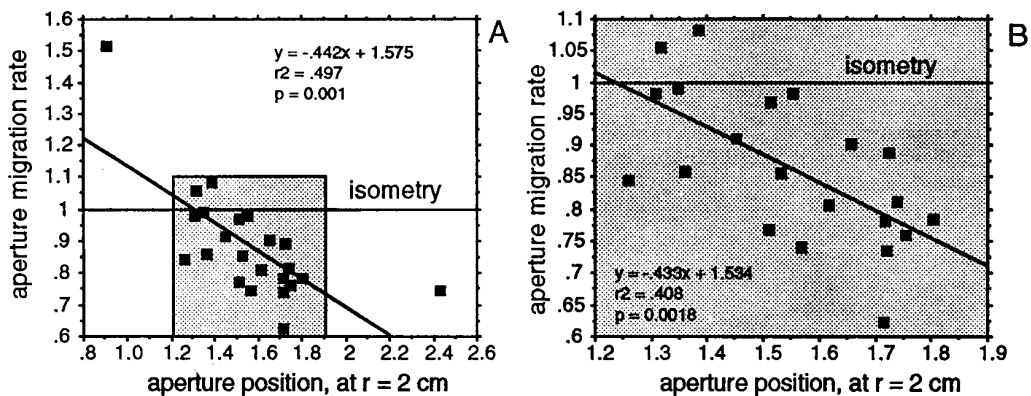 A
aperture migration rate
1.6
1.5
1.4
1.3
1.2
1.1
1
.9
.8
.7
.6
y = -.442x + 1.575
r2 = .497
p = 0.001
isometry
.8 1.0 1.2 1.4 1.6 1.8 2 2.2 2.4 2.6
aperture position, at r = 2 cm
B
aperture migration rate
1.1
1.05
1
.95
.9
.85
.8
.75
.7
.65
.6
isometry
y = -.433x + 1.534
r2 = .408
p = 0.0018
1.2 1.3 1.4 1.5 1.6 1.7 1.8 1.9
aperture position, at r = 2 cm